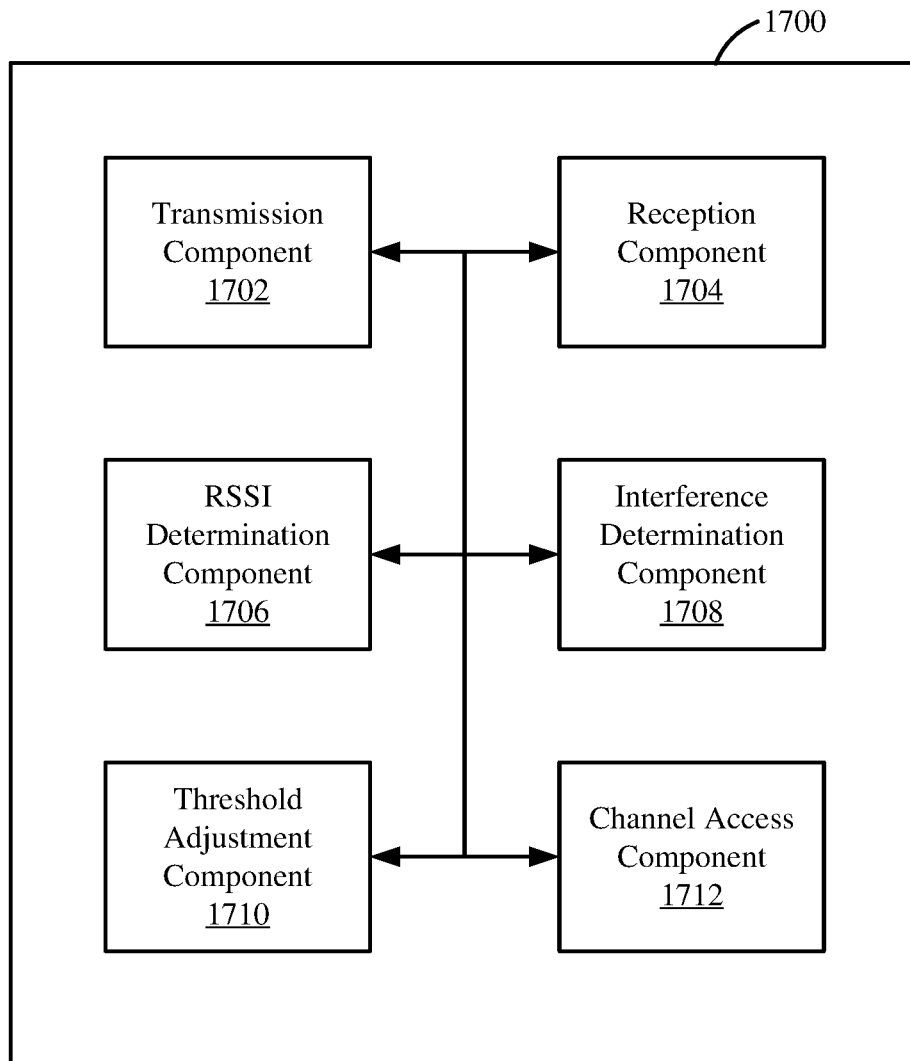 1700
Transmission
Component
1702
Reception
Component
1704
RSSI
Determination
Component
1706
Interference
Determination
Component
1708
Threshold
Adjustment
Component
1710
Channel Access
Component
1712